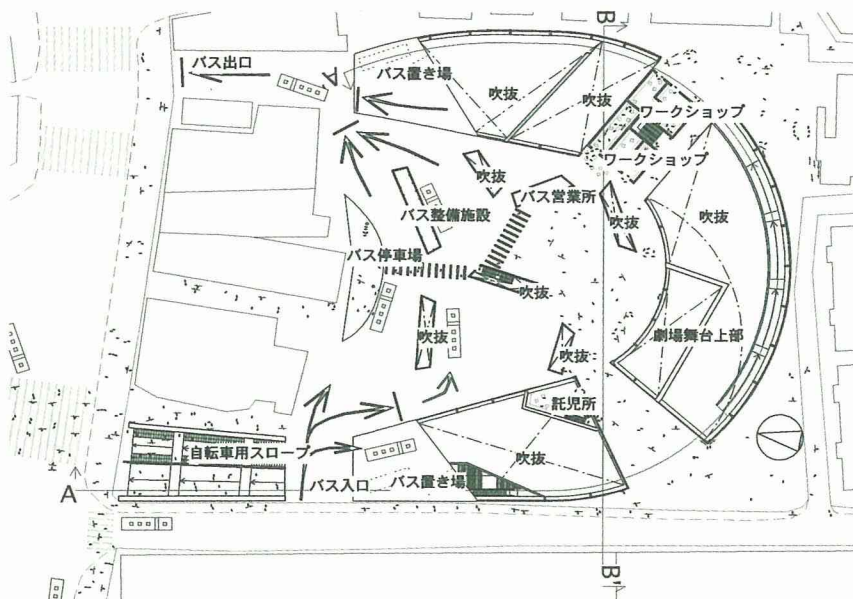 バス出口
A'
バス置き場
B
吹抜
吹抜
ワークショップ
ワークショップ
吹抜
バス営業所
バス整備施設
吹抜
吹抜
バス停車場
吹抜
吹抜
吹抜
劇場舞台上部
託児所
自転車用スロープ
吹抜
A
バス入口
バス置き場
B'